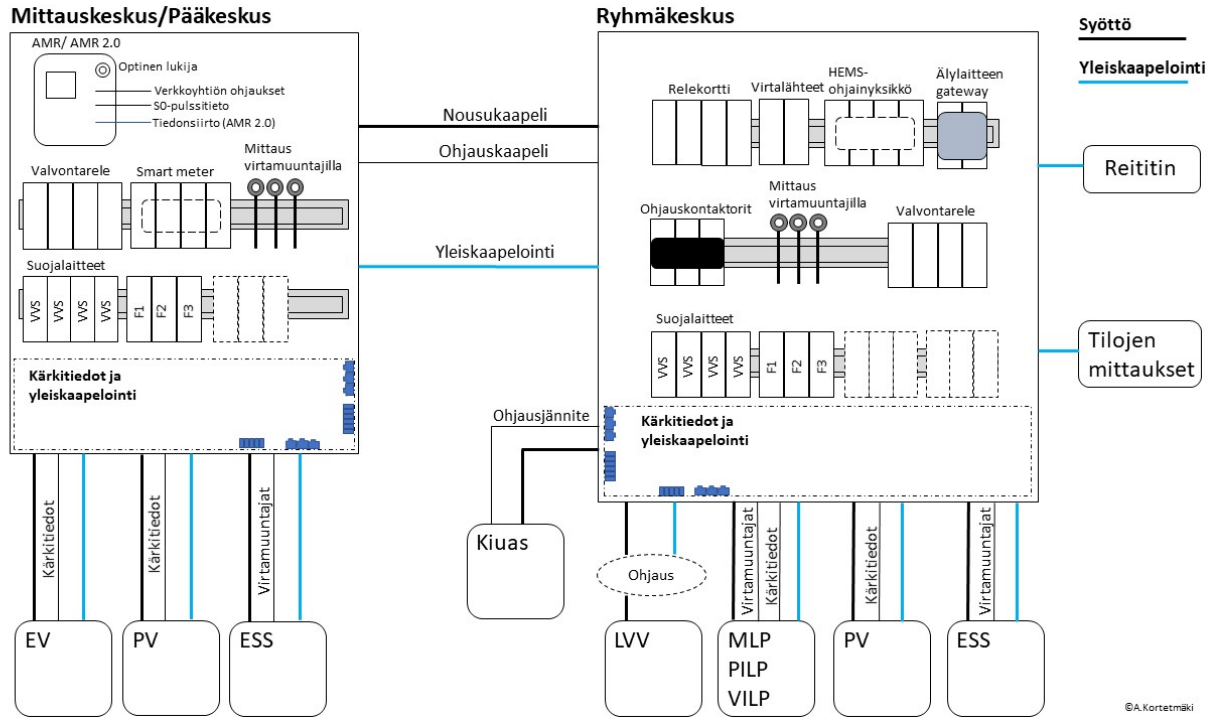 Mittauskeskus/Pääkeskus
AMR/ AMR 2.0
Optinen lukija
Verkkoyhtiön ohjaukset
S0-pulssitieto
Tiedonsiirto (AMR 2.0)
Valvontarele
Smart meter
Mittaus
virtamuuntajilla
Suojalaitteet
VVS
VVS
VVS
VVS
F1
F2
F3
Kärkitiedot ja
yleiskaapelointi
Nousukaapeli
Ohjauskaapeli
Yleiskaapelointi
Ryhmäkeskus
Relekortti
Virtalähteet
HEMS-
ohjainyksikkö
Älylaitteen
gateway
Ohjauskontaktorit
Mittaus
virtamuuntajilla
Valvontarele
Suojalaitteet
VVS
VVS
VVS
VVS
F1
F2
F3
Kärkitiedot ja
yleiskaapelointi
Syöttö
Yleiskaapelointi
Reititin
Tilojen
mittaukset
Ohjausjännite
Kiuas
Kärkitiedot
Kärkitiedot
Virtamuuntajat
EV
PV
ESS
Ohjaus
Virtamuuntajat
Kärkitiedot
Kärkitiedot
Virtamuuntajat
LVV
MLP
PILP
VILP
PV
ESS
©A.Kortetmäki